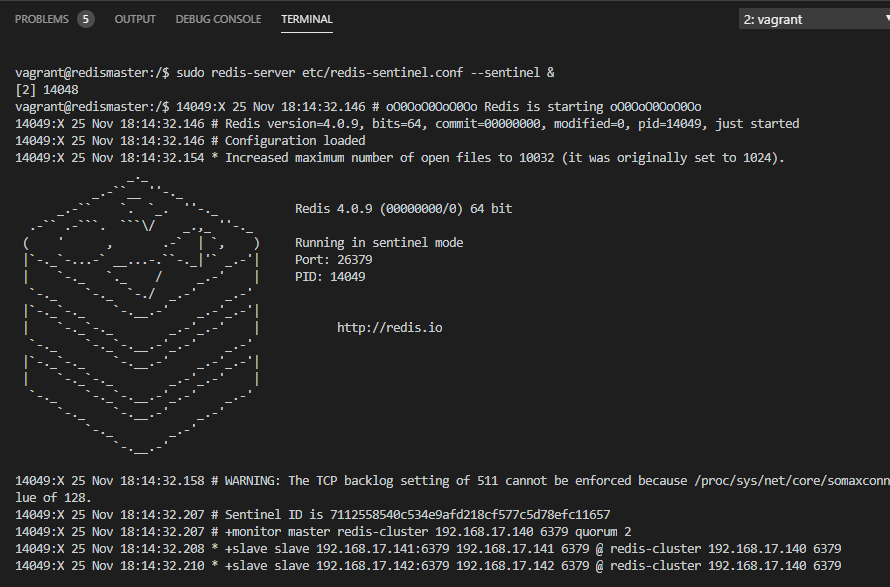 PROBLEMS 5 OUTPUT DEBUG CONSOLE TERMINAL 2: vagrant
vagrant@redismaster:/$ sudo redis-server etc/redis-sentinel.conf --sentinel &
[2] 14048
vagrant@redismaster:/$ 14049:X 25 Nov 18:14:32.146 # oO0OoO0OoO0Oo Redis is starting oO0OoO0OoO0Oo
14049:X 25 Nov 18:14:32.146 # Redis version=4.0.9, bits=64, commit=00000000, modified=0, pid=14049, just started
14049:X 25 Nov 18:14:32.146 # Configuration loaded
14049:X 25 Nov 18:14:32.154 * Increased maximum number of open files to 10032 (it was originally set to 1024).
Redis 4.0.9 (00000000/0) 64 bit
Running in sentinel mode
Port: 26379
PID: 14049
http://redis.io
14049:X 25 Nov 18:14:32.158 # WARNING: The TCP backlog setting of 511 cannot be enforced because /proc/sys/net/core/somaxconn
lue of 128.
14049:X 25 Nov 18:14:32.207 # Sentinel ID is 7112558540c534e9afd218cf577c5d78efc11657
14049:X 25 Nov 18:14:32.207 # +monitor master redis-cluster 192.168.17.140 6379 quorum 2
14049:X 25 Nov 18:14:32.208 * +slave slave 192.168.17.141:6379 192.168.17.141 6379 @ redis-cluster 192.168.17.140 6379
14049:X 25 Nov 18:14:32.210 * +slave slave 192.168.17.142:6379 192.168.17.142 6379 @ redis-cluster 192.168.17.140 6379